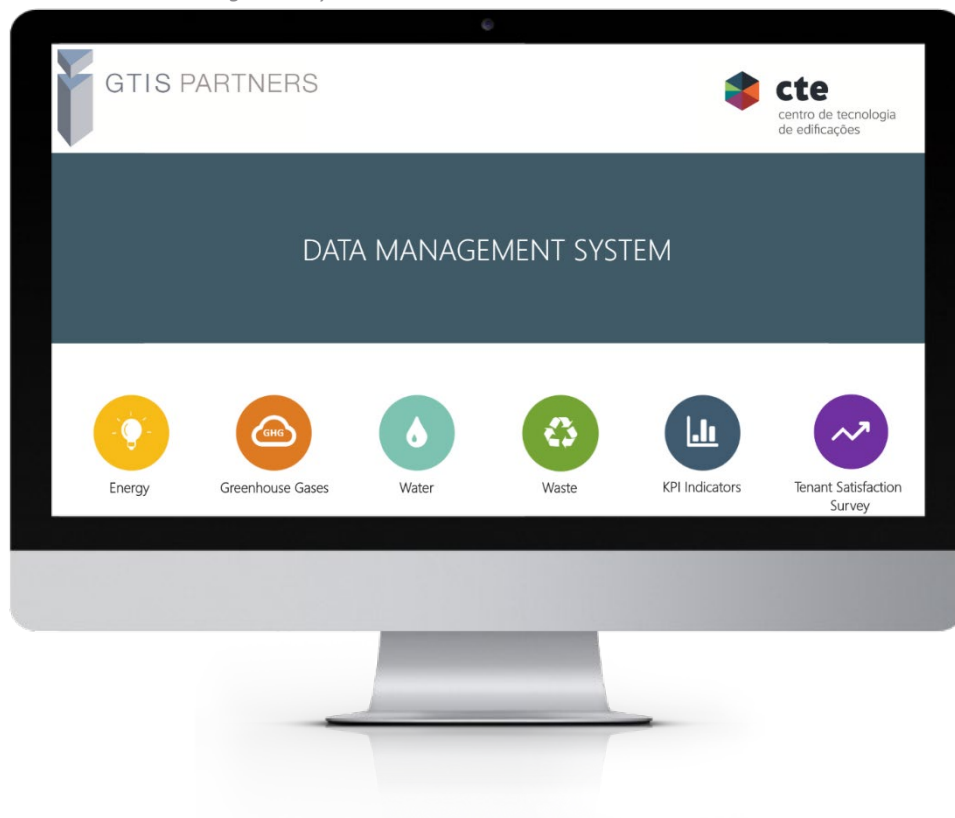 GTIS PARTNERS
cte
centro de tecnologia
de edificações
DATA MANAGEMENT SYSTEM
GHG
Energy
Greenhouse Gases
Water
Waste
KPI Indicators
Tenant Satisfaction
Survey